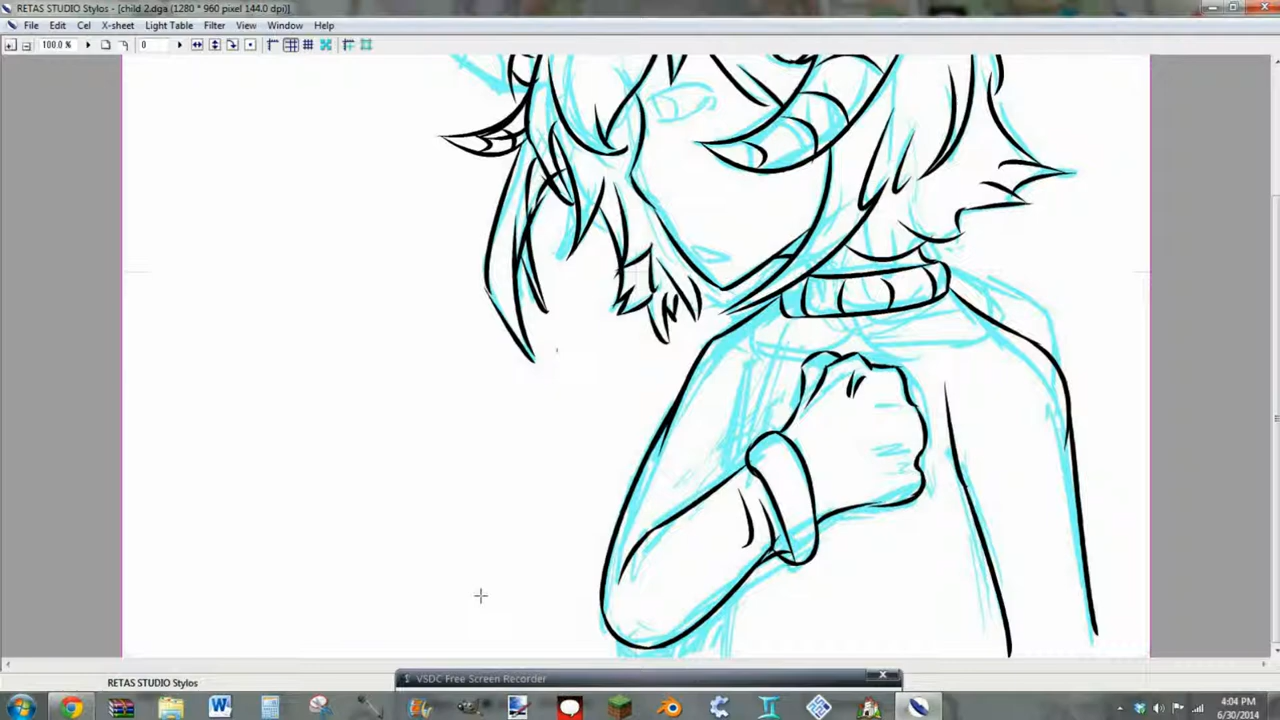 RETAS STUDIO Stylos - [child 2.dga (1280 * 960 pixel 144.0 dpi)]
File Edit Cel X-sheet Light Table Filter View Window Help
100.0 % 0
RETAS STUDIO Stylos
VSDC Free Screen Recorder
4:04 PM
6/30/2014